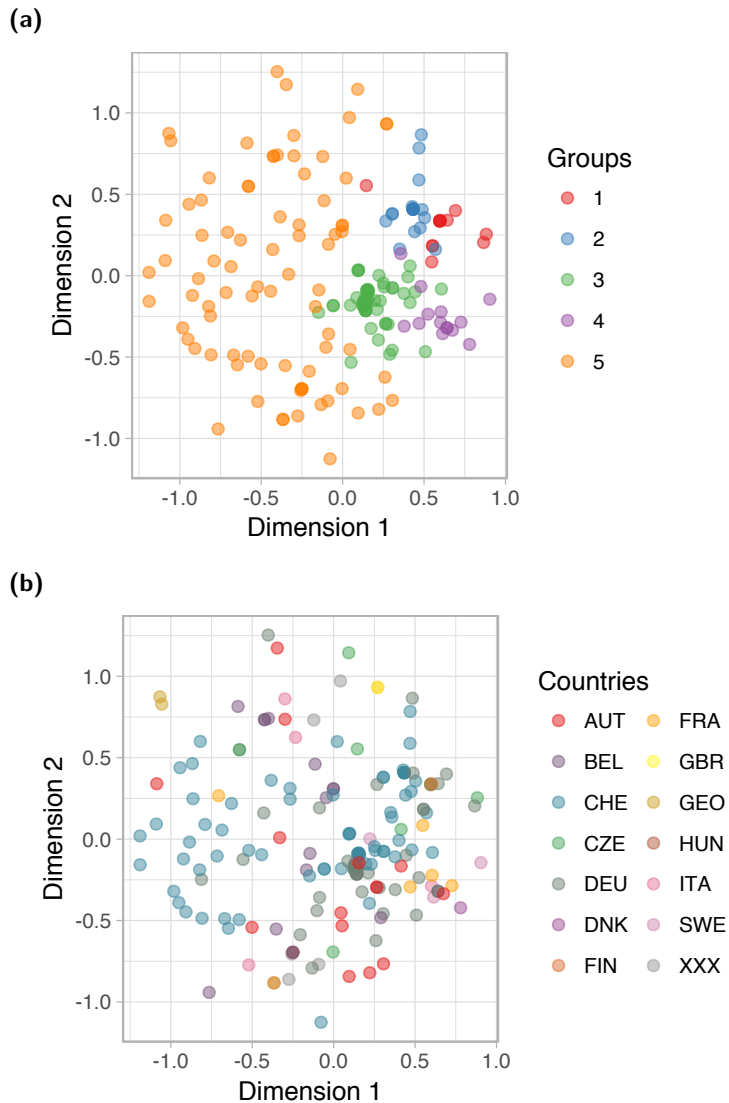 (a)
1.0
0.5
0.0
-0.5
-1.0
Dimension 2
-1.0 -0.5 0.0 0.5 1.0
Dimension 1
Groups
1
2
3
4
5
(b)
1.0
0.5
0.0
-0.5
-1.0
Dimension 2
-1.0 -0.5 0.0 0.5 1.0
Dimension 1
Countries
AUT FRA
BEL GBR
CHE GEO
CZE HUN
DEU ITA
DNK SWE
FIN XXX